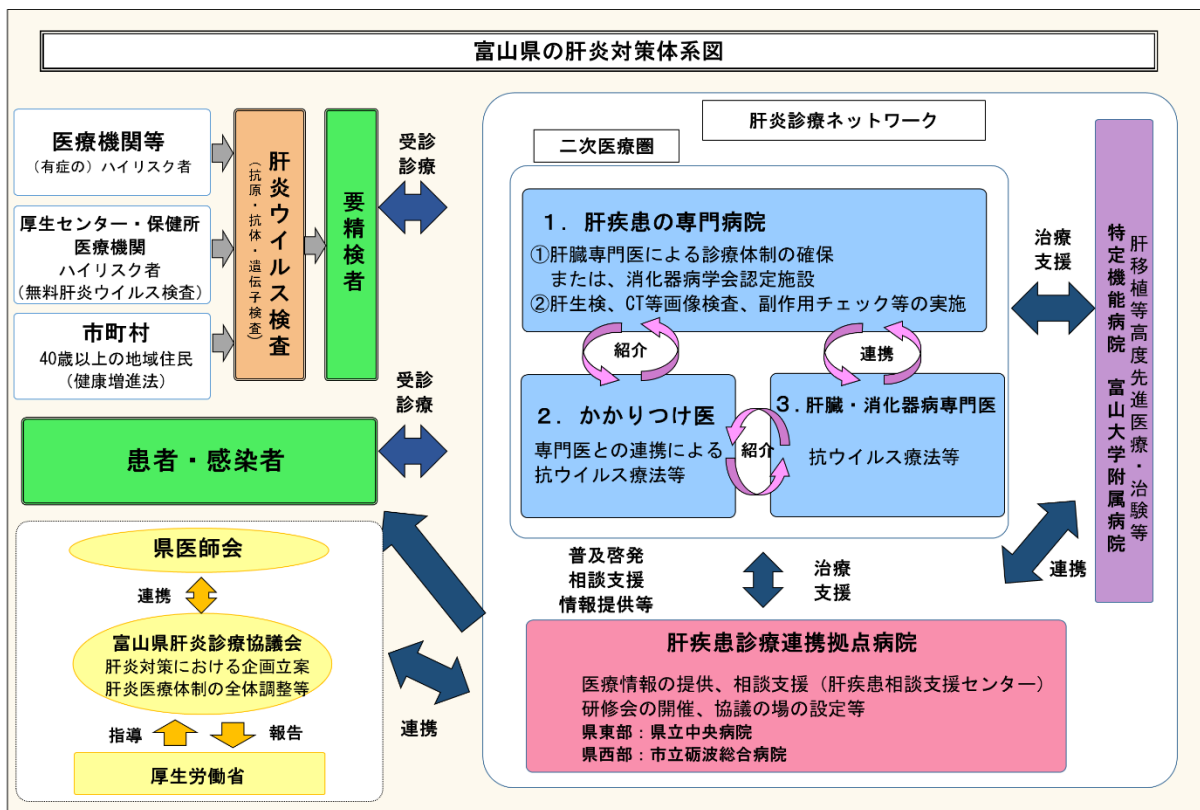 富山県の肝炎対策体系図
医療機関等
(有症の)ハイリスク者
厚生センター・保健所
医療機関
ハイリスク者
(無料肝炎ウイルス検査)
市町村
40歳以上の地域住民
(健康増進法)
肝炎ウイルス検査
(抗原・抗体・遺伝子検査)
要精検者
受診
診療
患者・感染者
受診
診療
肝炎診療ネットワーク
二次医療圏
1.肝疾患の専門病院
①肝臓専門医による診療体制の確保
または、消化器病学会認定施設
②肝生検、CT等画像検査、副作用チェック等の実施
紹介
連携
2.かかりつけ医
専門医との連携による
抗ウイルス療法等
紹介
3.肝臓・消化器病専門医
抗ウイルス療法等
治療
支援
肝移植等高度先進医療・治験等
特定機能病院 富山大学附属病院
連携
普及啓発
相談支援
情報提供等
治療
支援
肝疾患診療連携拠点病院
医療情報の提供、相談支援(肝疾患相談支援センター)
研修会の開催、協議の場の設定等
県東部:県立中央病院
県西部:市立砺波総合病院
県医師会
連携
富山県肝炎診療協議会
肝炎対策における企画立案
肝炎医療体制の全体調整等
指導
報告
厚生労働省
連携